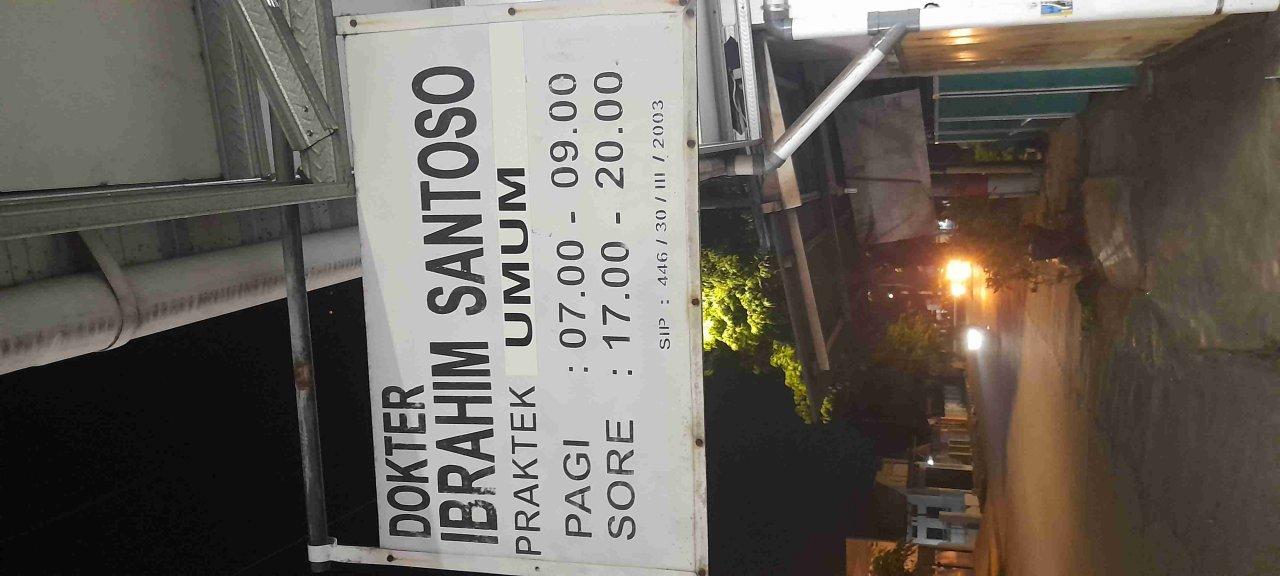 DOKTER
IBRAHIM SANTOSO
PRAKTEK UMUM
PAGI : 07.00 - 09.00
SORE : 17.00 - 20.00
SIP : 446 / 30 / III / 2003